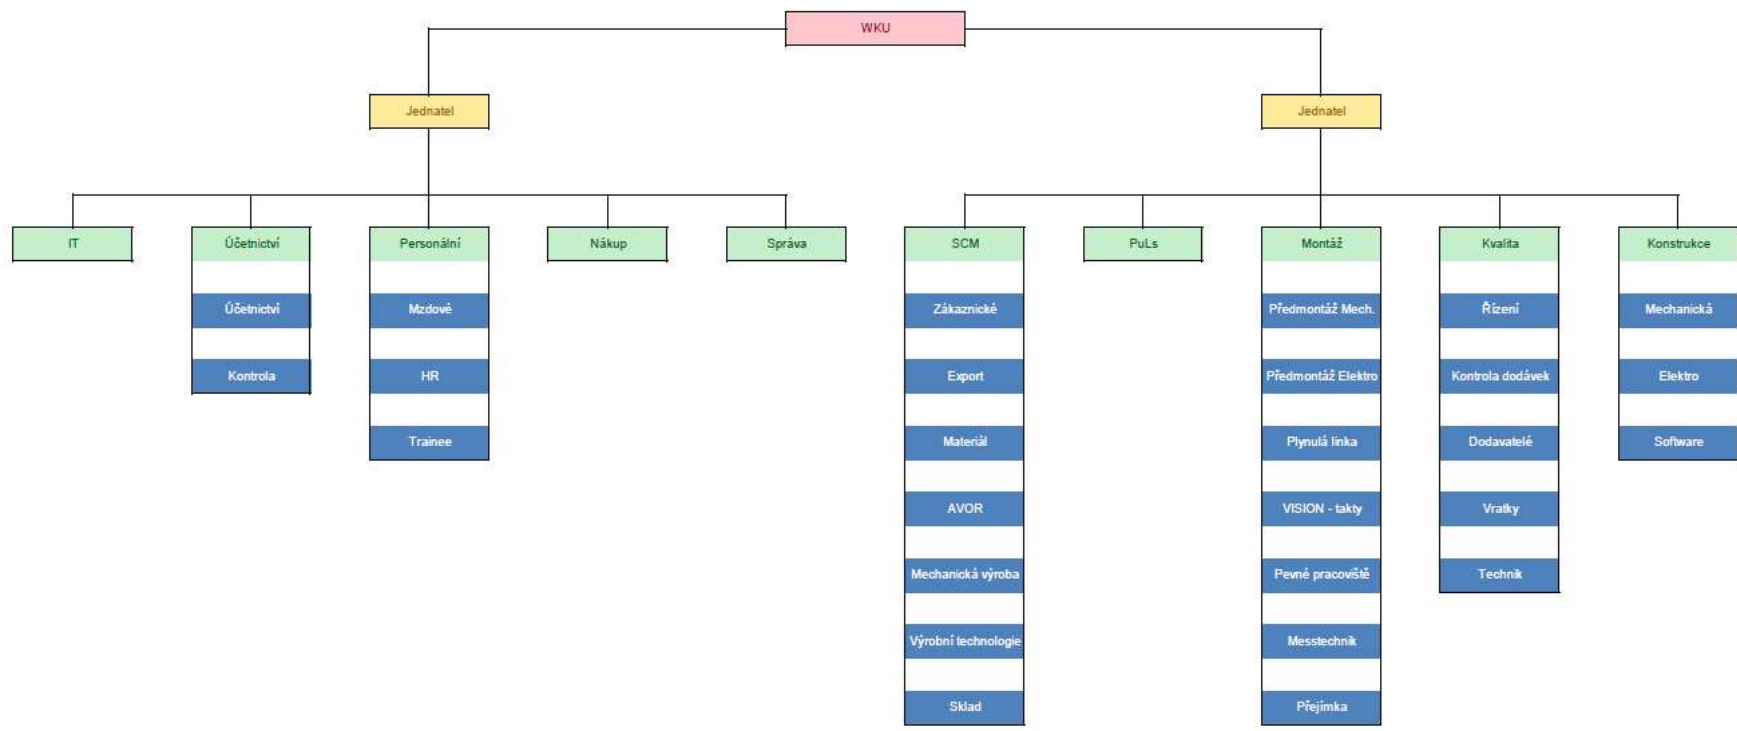 WKU
Jednatel
Jednatel
IT
Účetnictví
Personální
Nákup
Správa
SCM
PuLs
Montáž
Kvalita
Konstrukce
Účetnictví
Mzdové
Zákaznické
Předmontáž Mech.
Řízení
Mechanická
Kontrola
HR
Export
Předmontáž Elektro
Kontrola dodávek
Elektro
Trainee
Materiál
Plynulá linka
Dodavatelé
Software
AVOR
VISION - takty
Vratky
Mechanická výroba
Pevné pracoviště
Technik
Výrobní technologie
Messtechnik
Sklad
Přejímka